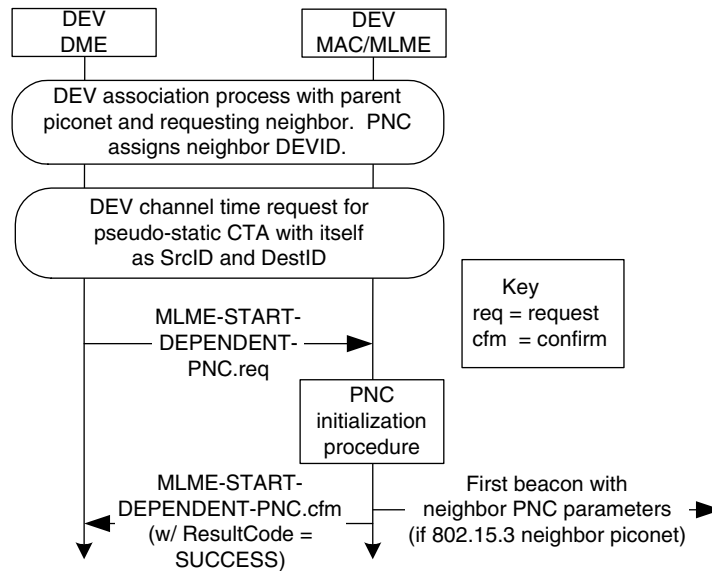 DEV
DME
DEV
MAC/MLME
DEV association process with parent
piconet and requesting neighbor.  PNC
assigns neighbor DEVID.
DEV channel time request for
pseudo-static CTA with itself
as SrcID and DestID
Key
req = request
cfm  = confirm
MLME-START-
DEPENDENT-
PNC.req
PNC
initialization
procedure
MLME-START-
DEPENDENT-PNC.cfm
(w/ ResultCode =
SUCCESS)
First beacon with
neighbor PNC parameters
(if 802.15.3 neighbor piconet)